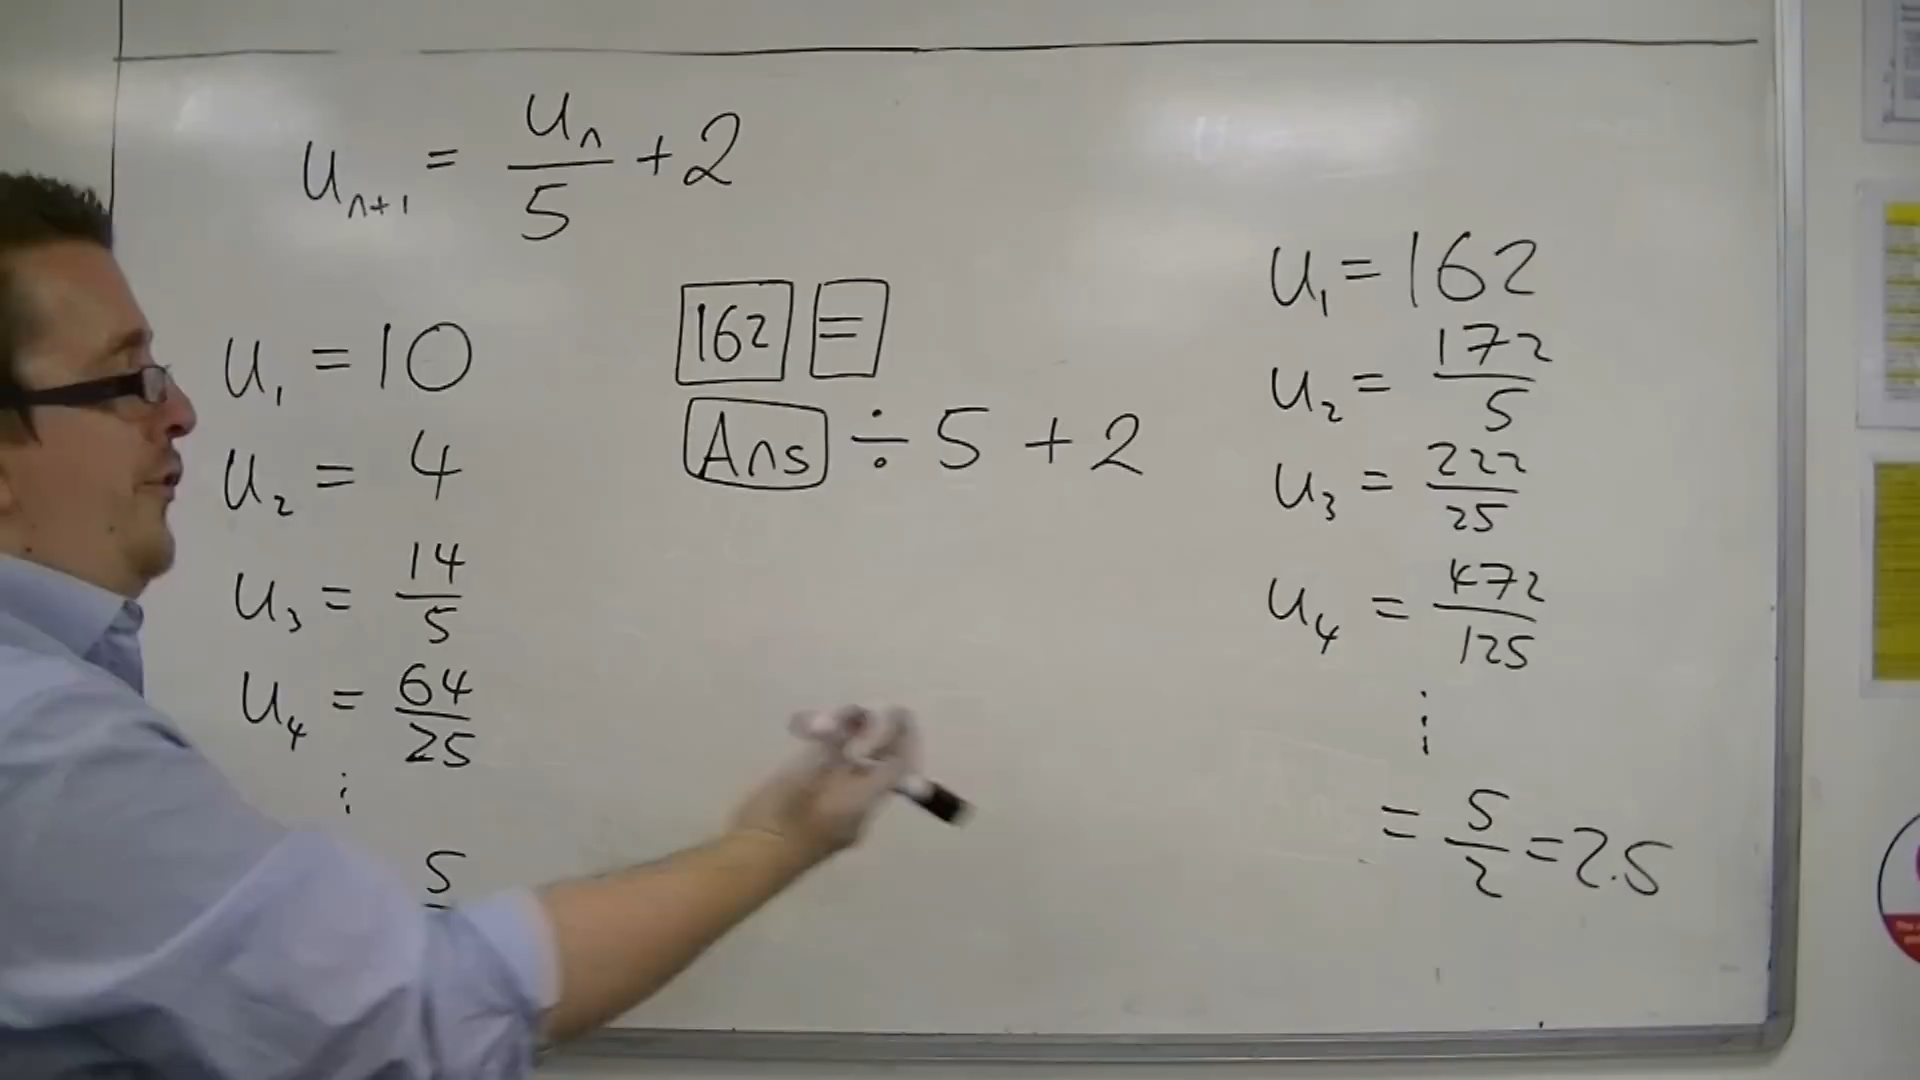 uₙ₊₁ = uₙ/5 + 2
u₁ = 10
u₂ = 4
u₃ = 14/5
u₄ = 64/25
⋮
5
162 =
Ans ÷ 5 + 2
u₁ = 162
u₂ = 172/5
u₃ = 222/25
u₄ = 472/125
⋮
= 5/2 = 2.5